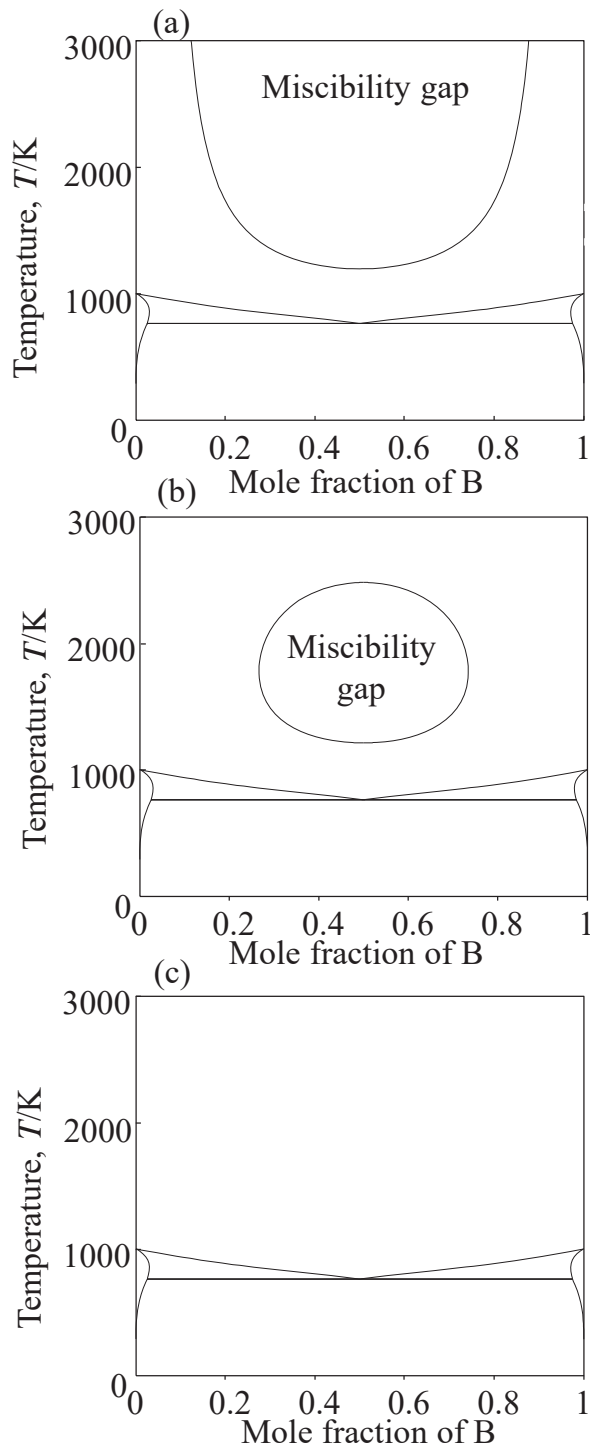 (a)
3000
Miscibility gap
2000
1000
0
Temperature, T/K
0 0.2 0.4 0.6 0.8 1
Mole fraction of B
(b)
3000
Miscibility
gap
2000
1000
0
Temperature, T/K
0 0.2 0.4 0.6 0.8 1
Mole fraction of B
(c)
3000
2000
1000
0
Temperature, T/K
0 0.2 0.4 0.6 0.8 1
Mole fraction of B